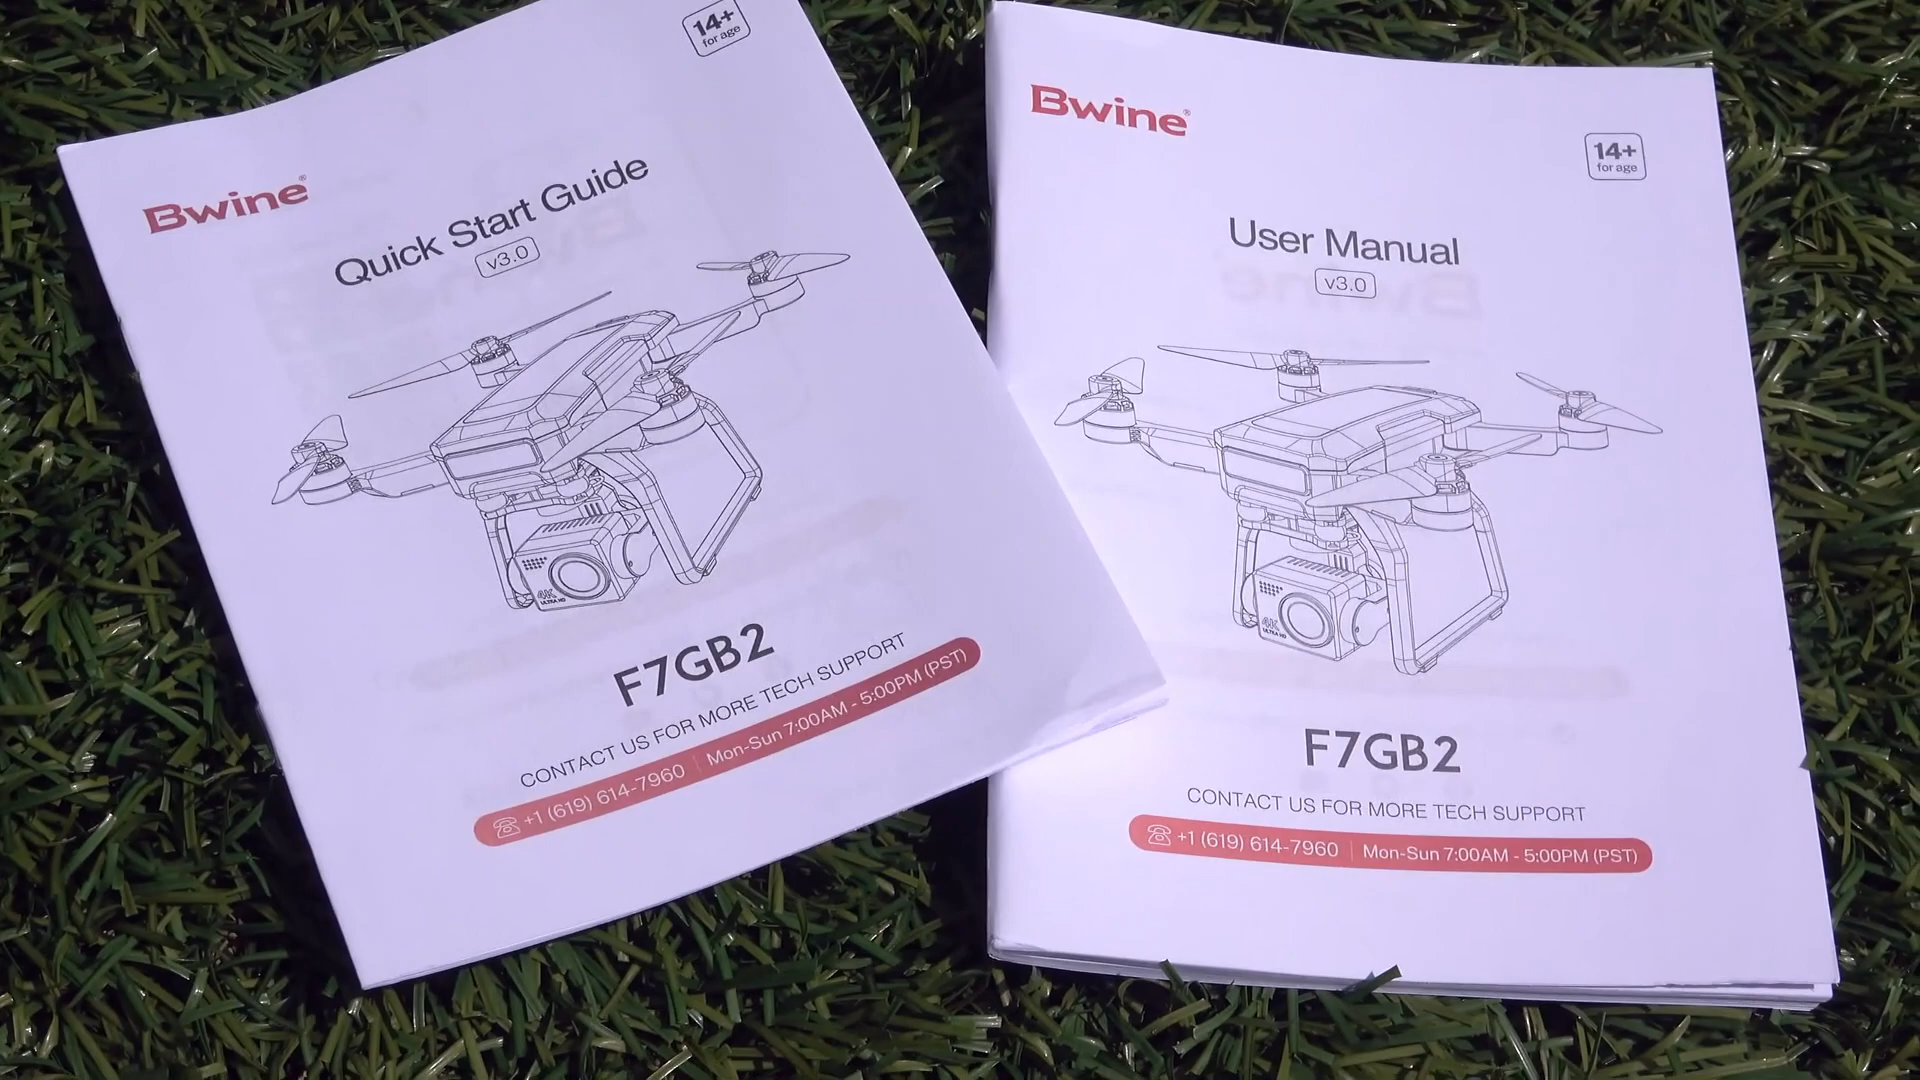 14+
for age
Bwine®
Quick Start Guide
v3.0
4K
ULTRA HD
F7GB2
CONTACT US FOR MORE TECH SUPPORT
+1 (619) 614-7960 | Mon-Sun 7:00AM - 5:00PM (PST)
Bwine®
14+
for age
User Manual
v3.0
4K
ULTRA HD
F7GB2
CONTACT US FOR MORE TECH SUPPORT
+1 (619) 614-7960 | Mon-Sun 7:00AM - 5:00PM (PST)